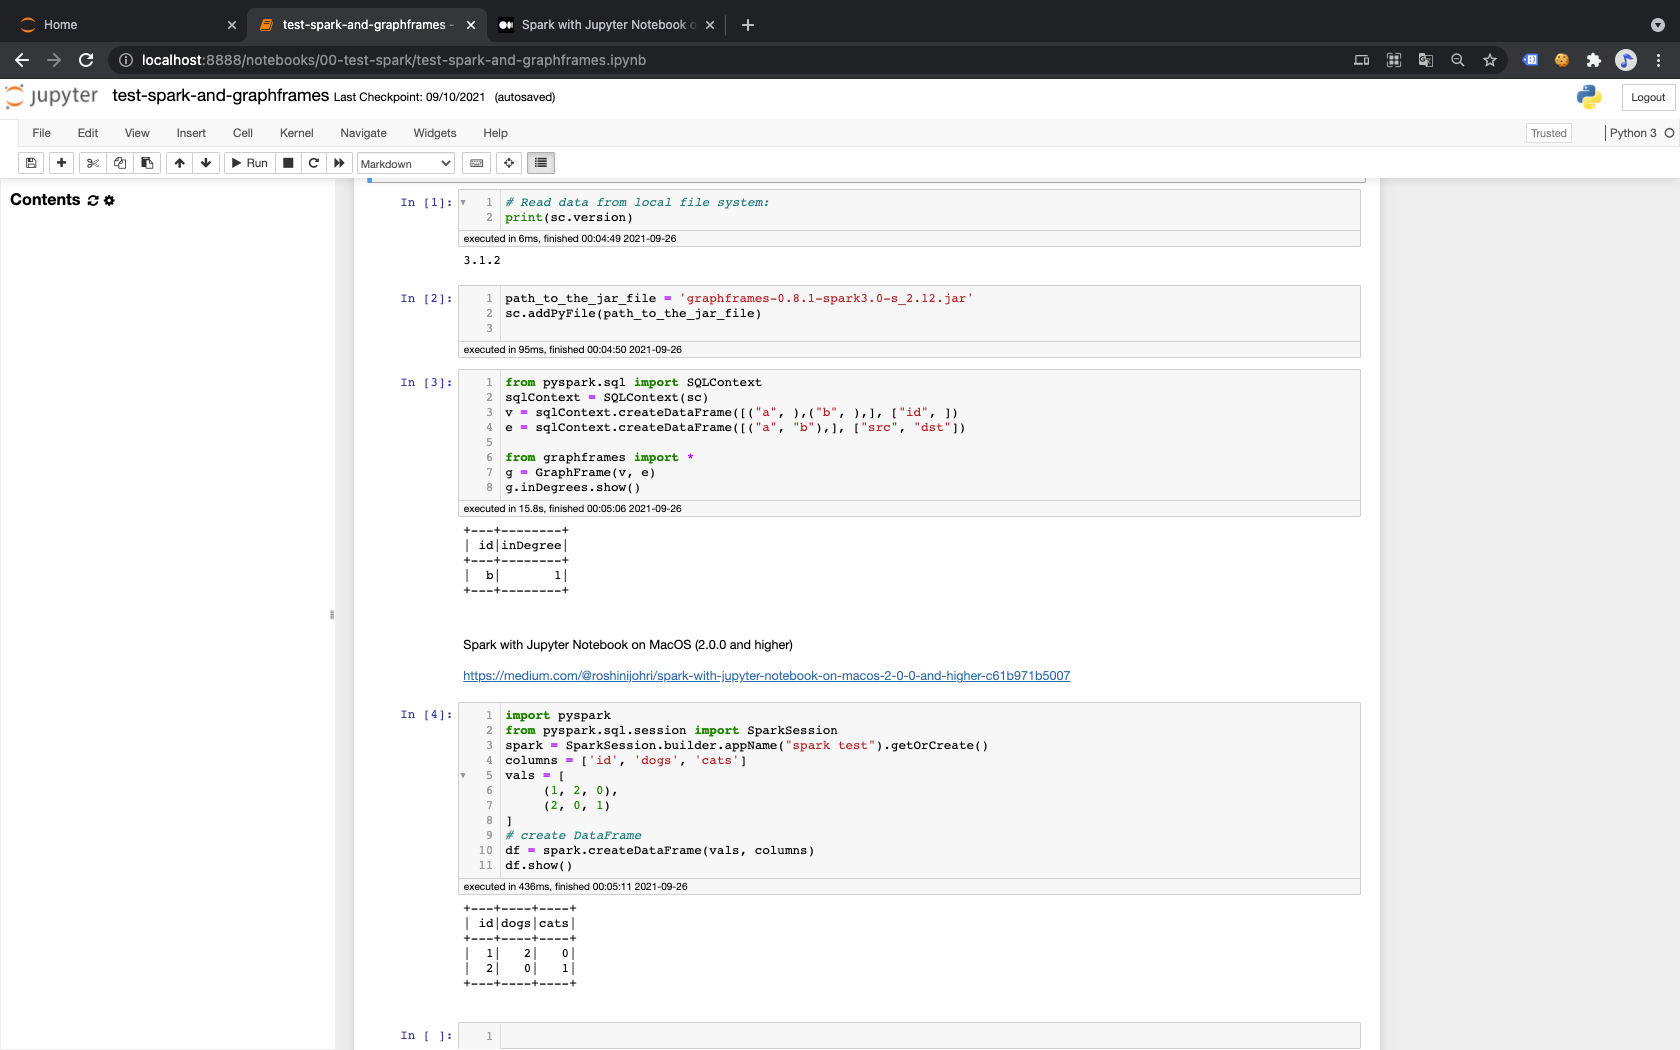 Home
test-spark-and-graphframes -
Spark with Jupyter Notebook o
localhost:8888/notebooks/00-test-spark/test-spark-and-graphframes.ipynb
jupyter test-spark-and-graphframes Last Checkpoint: 09/10/2021 (autosaved)
Logout
File Edit View Insert Cell Kernel Navigate Widgets Help
Trusted
Python 3
Run
Markdown
Contents
In [1]:
1 # Read data from local file system:
2 print(sc.version)
executed in 6ms, finished 00:04:49 2021-09-26
3.1.2
In [2]:
1 path_to_the_jar_file = 'graphframes-0.8.1-spark3.0-s_2.12.jar'
2 sc.addPyFile(path_to_the_jar_file)
3
executed in 95ms, finished 00:04:50 2021-09-26
In [3]:
1 from pyspark.sql import SQLContext
2 sqlContext = SQLContext(sc)
3 v = sqlContext.createDataFrame([("a", ),("b", ),], ["id", ])
4 e = sqlContext.createDataFrame([("a", "b"),], ["src", "dst"])
5
6 from graphframes import *
7 g = GraphFrame(v, e)
8 g.inDegrees.show()
executed in 15.8s, finished 00:05:06 2021-09-26
+---+--------+
| id|inDegree|
+---+--------+
|  b|       1|
+---+--------+
Spark with Jupyter Notebook on MacOS (2.0.0 and higher)
https://medium.com/@roshinijohri/spark-with-jupyter-notebook-on-macos-2-0-0-and-higher-c61b971b5007
In [4]:
1 import pyspark
2 from pyspark.sql.session import SparkSession
3 spark = SparkSession.builder.appName("spark test").getOrCreate()
4 columns = ['id', 'dogs', 'cats']
5 vals = [
6      (1, 2, 0),
7      (2, 0, 1)
8 ]
9 # create DataFrame
10 df = spark.createDataFrame(vals, columns)
11 df.show()
executed in 436ms, finished 00:05:11 2021-09-26
+---+----+----+
| id|dogs|cats|
+---+----+----+
|  1|   2|   0|
|  2|   0|   1|
+---+----+----+
In [ ]:
1